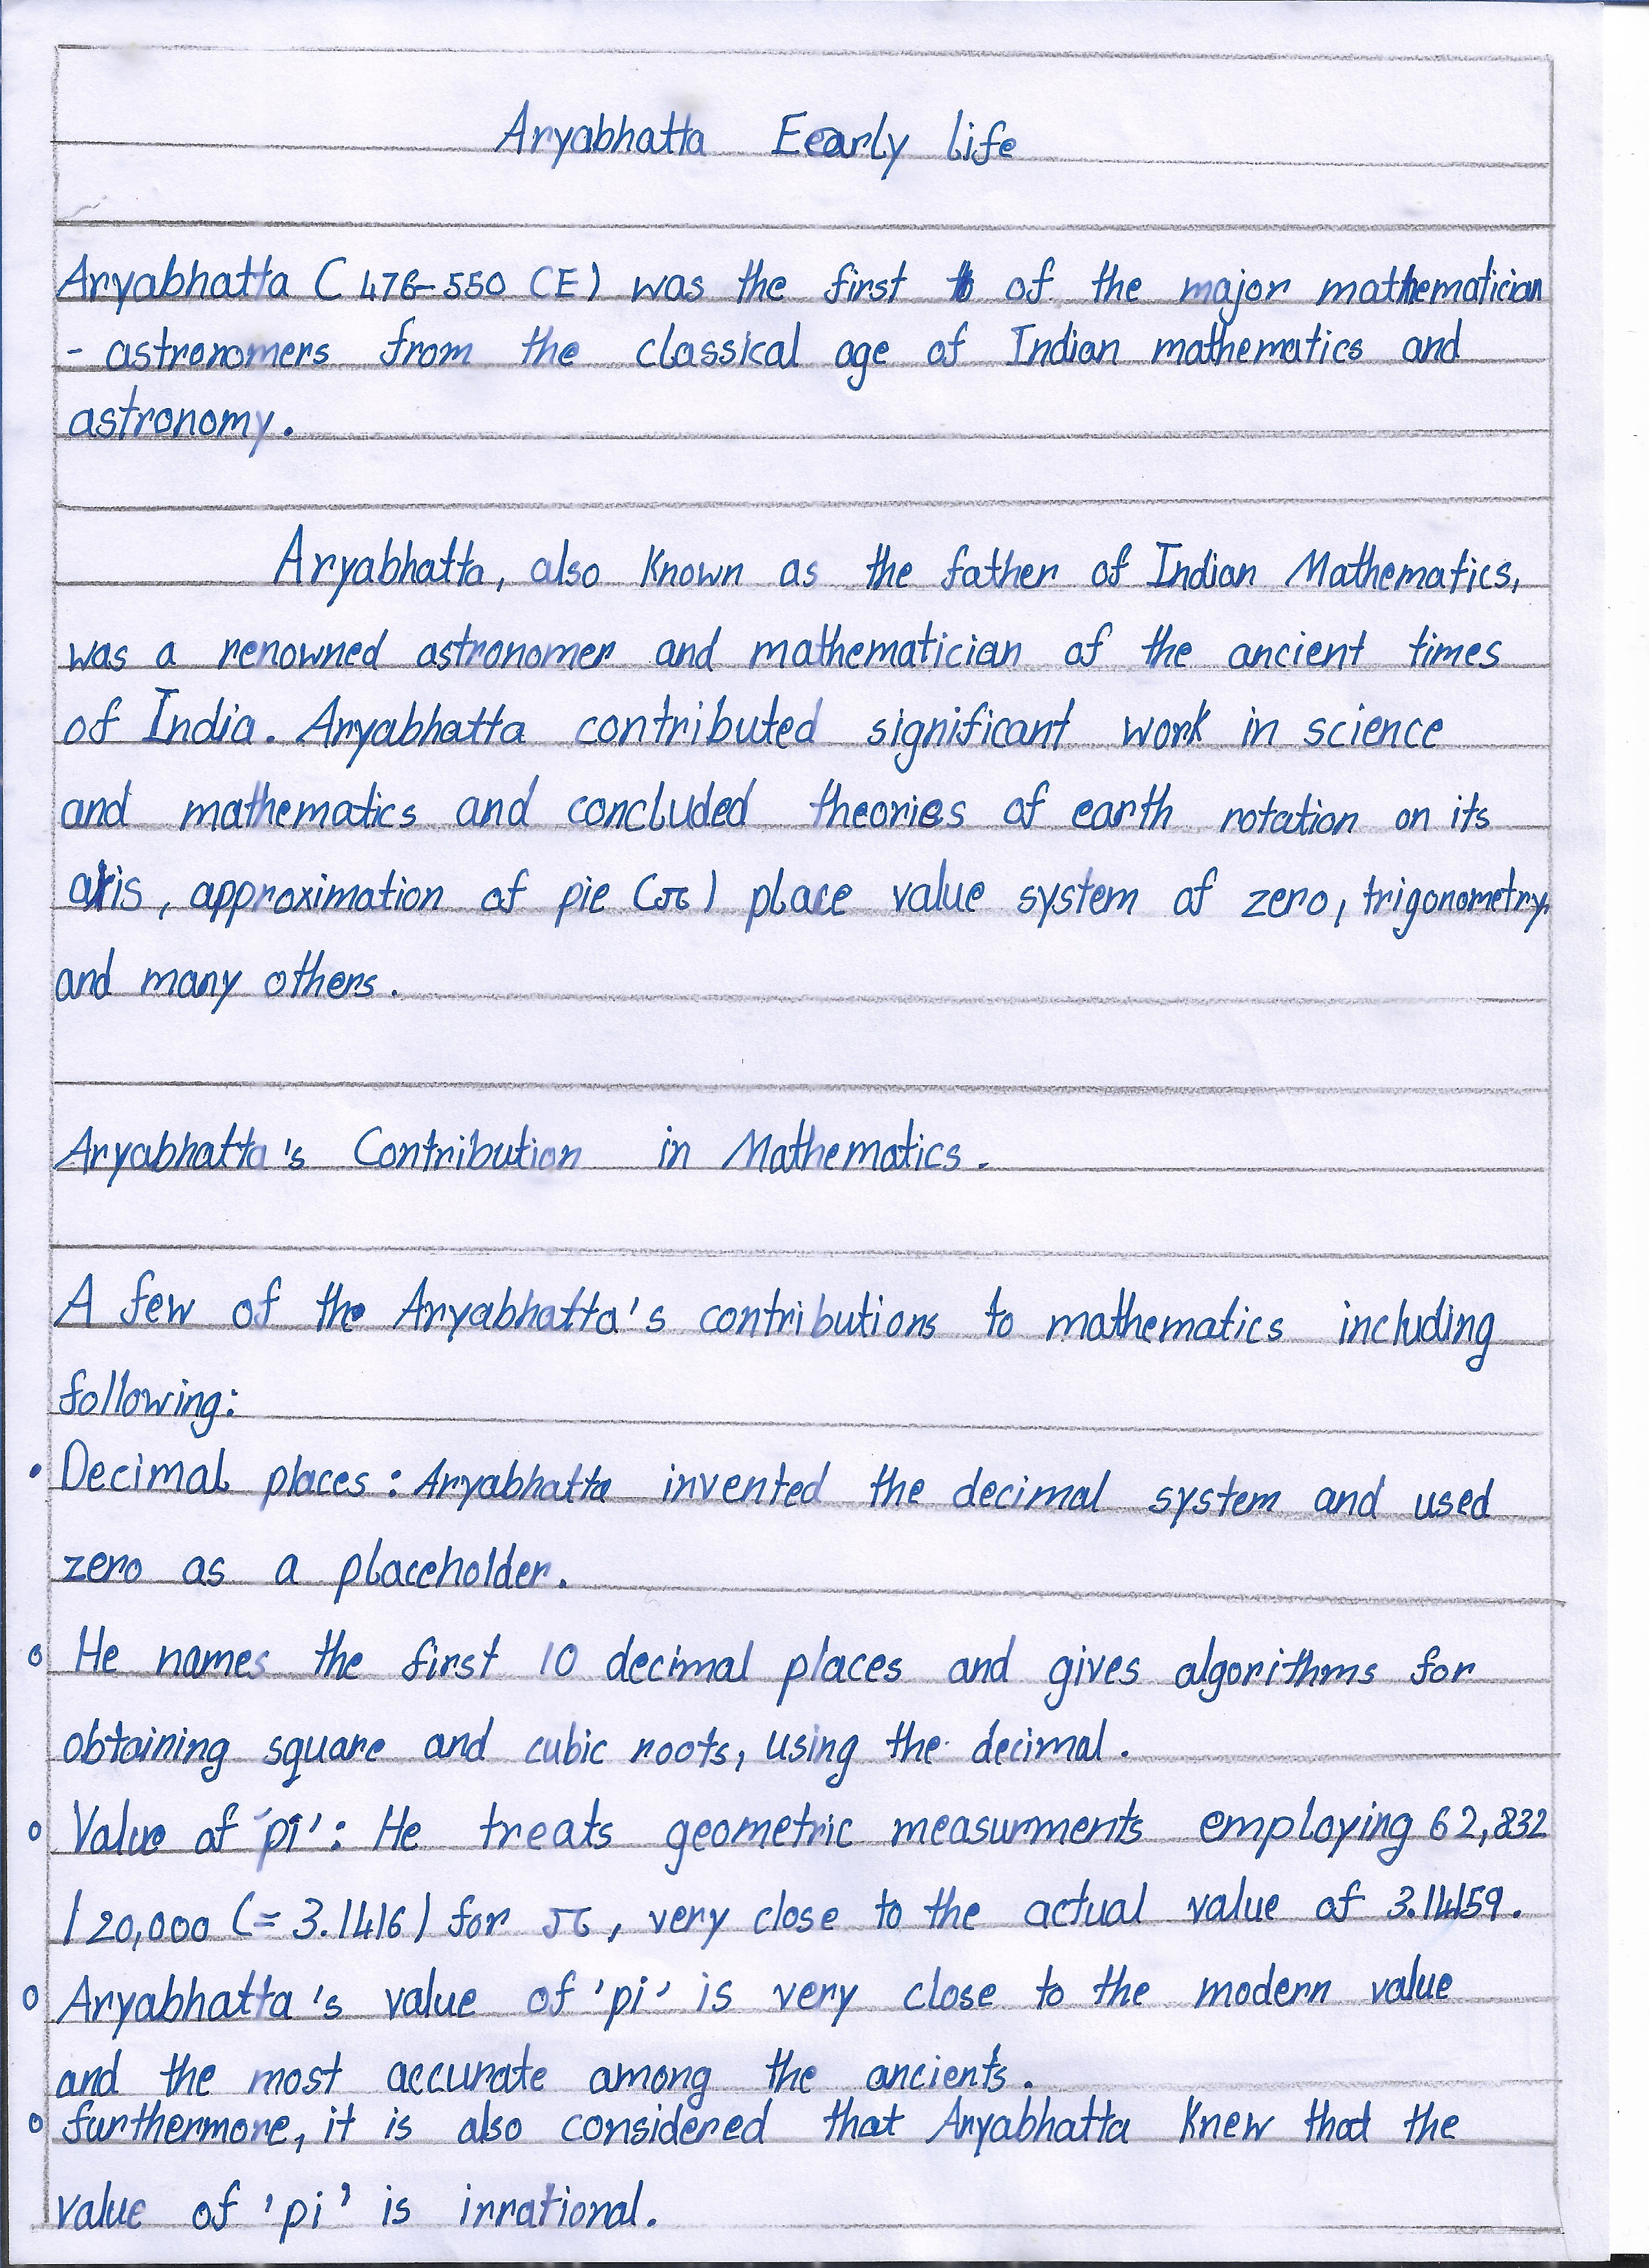 Aryabhatta Eearly life
Aryabhatta (476-550 CE) was the first of the major mathematician
- astronomers from the classical age of Indian mathematics and
astronomy.
Aryabhatta, also Known as the father of Indian Mathematics,
was a renowned astronomer and mathematician of the ancient times
of India. Aryabhatta contributed significant work in science
and mathematics and concluded theories of earth rotation on its
axis, approximation of pie (π) place value system of zero, trigonometry
and many others.
Aryabhatta's Contribution in Mathematics.
A few of the Aryabhatta's contributions to mathematics including
following:
• Decimal places : Aryabhatta invented the decimal system and used
zero as a placeholder.
o He names the first 10 decimal places and gives algorithms for
obtaining square and cubic roots, using the decimal.
o Value of 'pi': He treats geometric measurments employing 62,832
/ 20,000 (= 3.1416) for π, very close to the actual value of 3.14159.
o Aryabhatta's value of 'pi' is very close to the modern value
and the most accurate among the ancients.
o furthermore, it is also considered that Aryabhatta Knew that the
value of 'pi' is irrational.